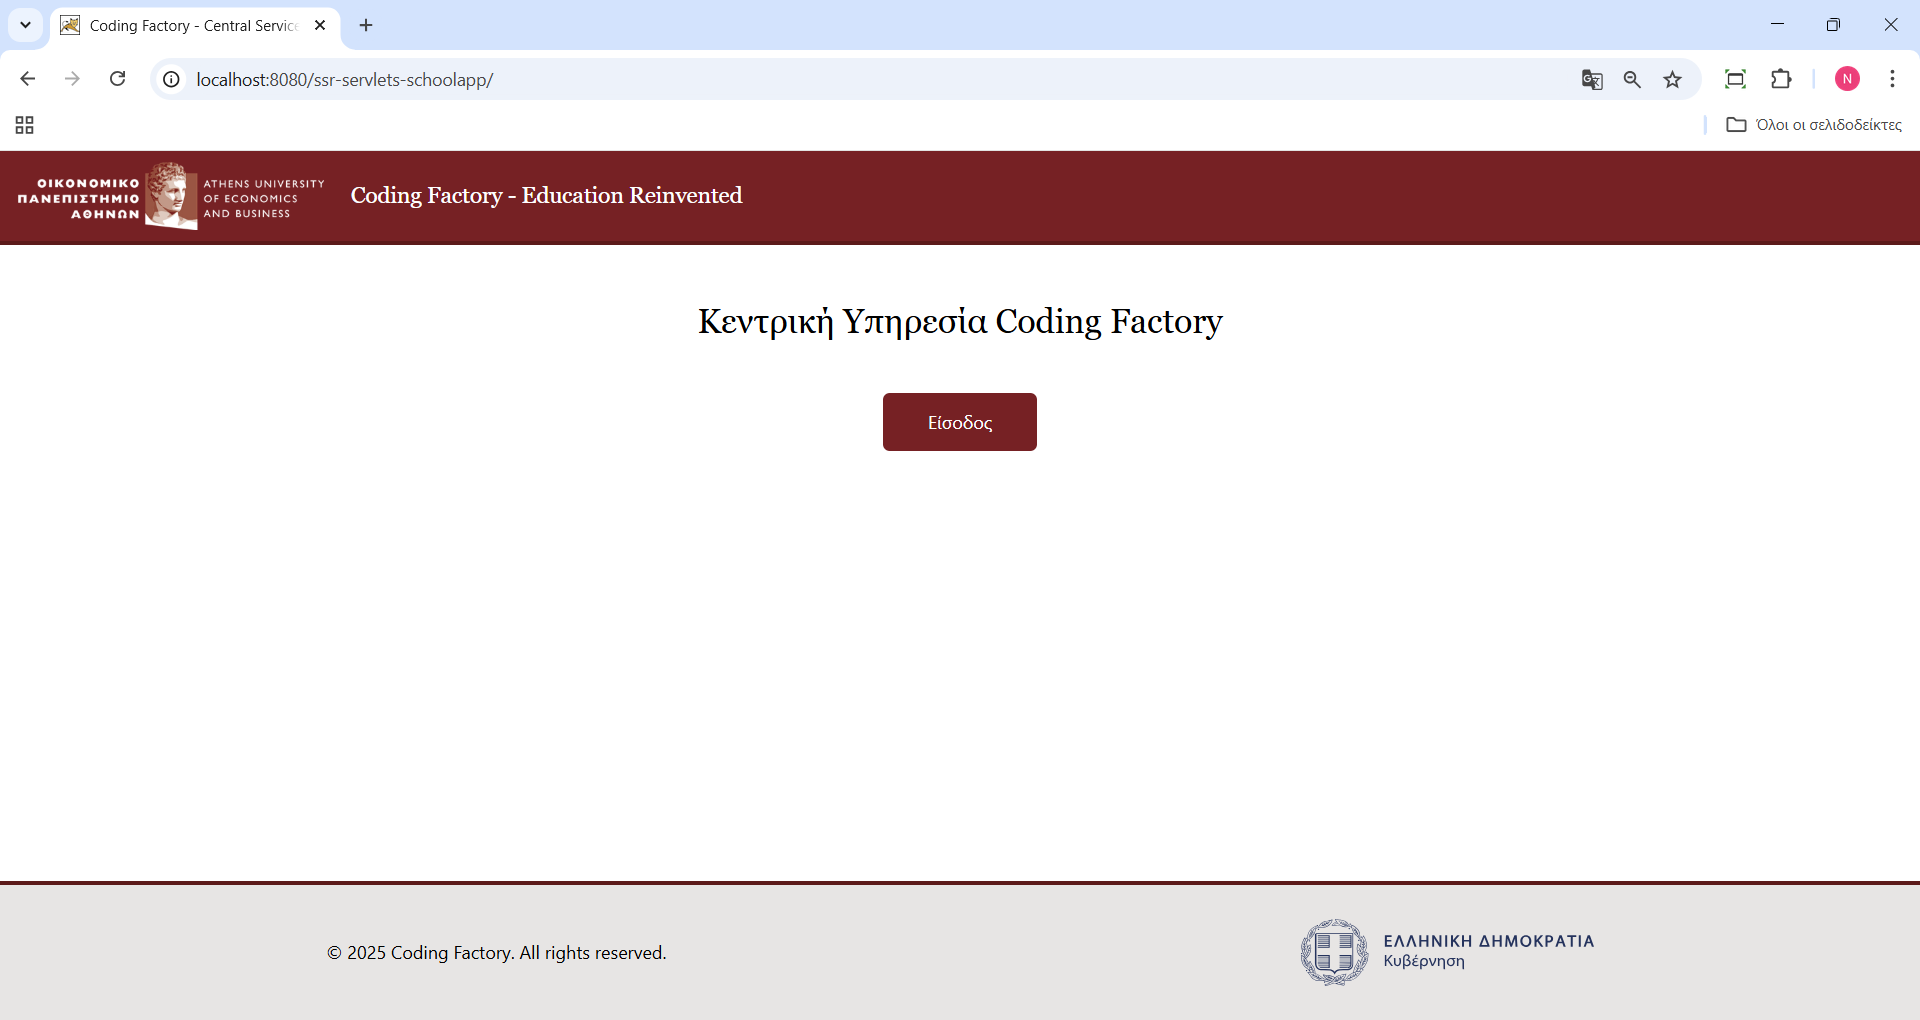 Coding Factory - Central Servic
localhost:8080/ssr-servlets-schoolapp/
N
Όλοι οι σελιδοδείκτες
ΟΙΚΟΝΟΜΙΚΟ
ΠΑΝΕΠΙΣΤΗΜΙΟ
ΑΘΗΝΩΝ
ATHENS UNIVERSITY
OF ECONOMICS
AND BUSINESS
Coding Factory - Education Reinvented
Κεντρική Υπηρεσία Coding Factory
Είσοδος
© 2025 Coding Factory. All rights reserved.
ΕΛΛΗΝΙΚΗ ΔΗΜΟΚΡΑΤΙΑ
Κυβέρνηση